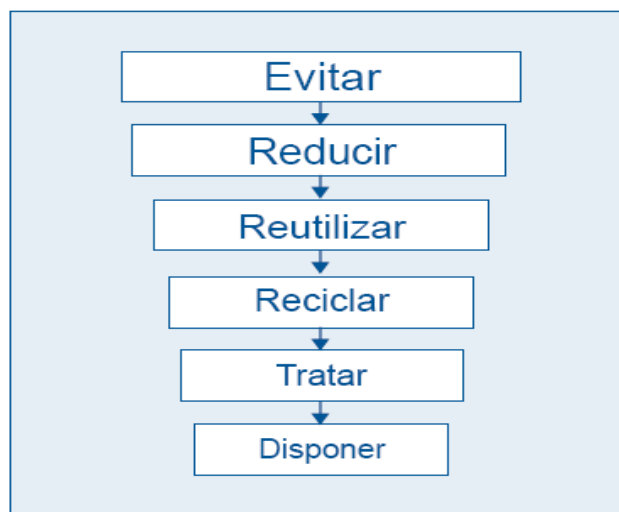 Evitar
Reducir
Reutilizar
Reciclar
Tratar
Disponer